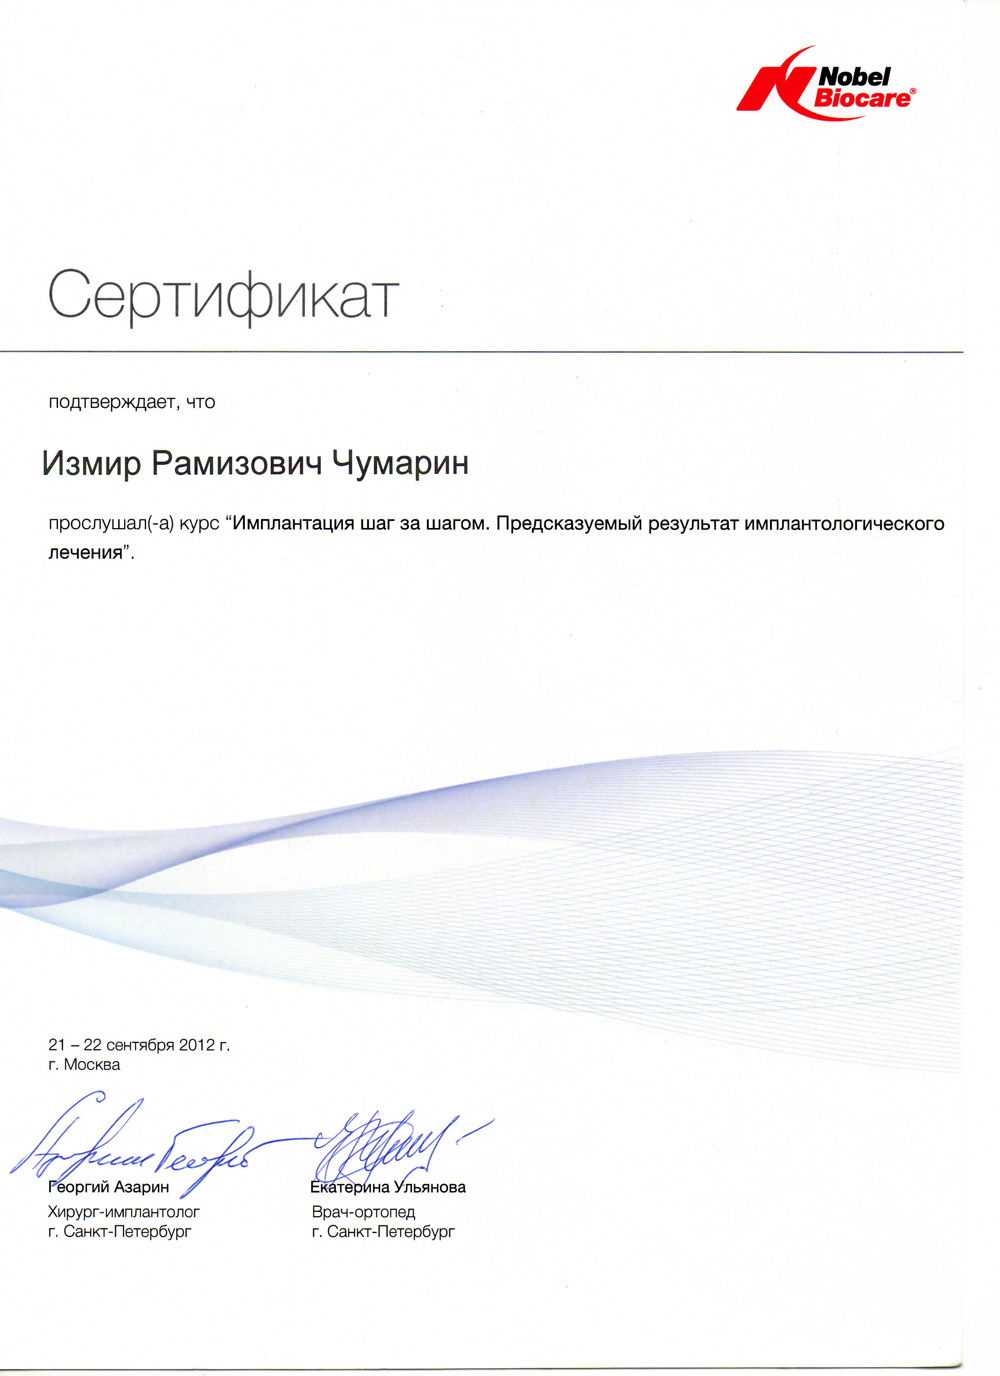 Nobel
Biocare®
Сертификат
подтверждает, что
Измир Рамизович Чумарин
прослушал(-а) курс “Имплантация шаг за шагом. Предсказуемый результат имплантологического
лечения”.
21 – 22 сентября 2012 г.
г. Москва
Георгий Азарин
Екатерина Ульянова
Хирург-имплантолог
Врач-ортопед
г. Санкт-Петербург
г. Санкт-Петербург